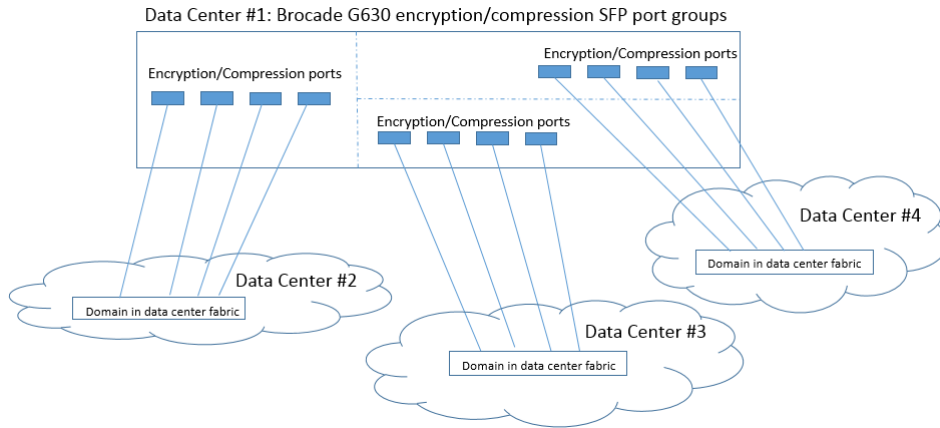 Data Center #1: Brocade G630 encryption/compression SFP port groups
Encryption/Compression ports
Encryption/Compression ports
Encryption/Compression ports
Data Center #4
Domain in data center fabric
Data Center #2
Domain in data center fabric
Data Center #3
Domain in data center fabric